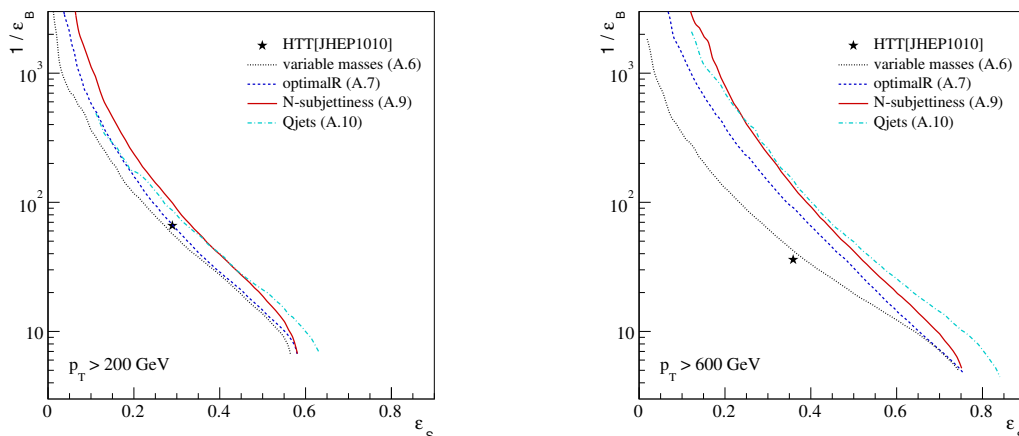 1 / ε_B
10^3
10^2
10
HTT[JHEP1010]
variable masses (A.6)
optimalR (A.7)
N-subjettiness (A.9)
Qjets (A.10)
p_T > 200 GeV
0 0.2 0.4 0.6 0.8
ε_S
1 / ε_B
10^3
10^2
10
HTT[JHEP1010]
variable masses (A.6)
optimalR (A.7)
N-subjettiness (A.9)
Qjets (A.10)
p_T > 600 GeV
0 0.2 0.4 0.6 0.8
ε